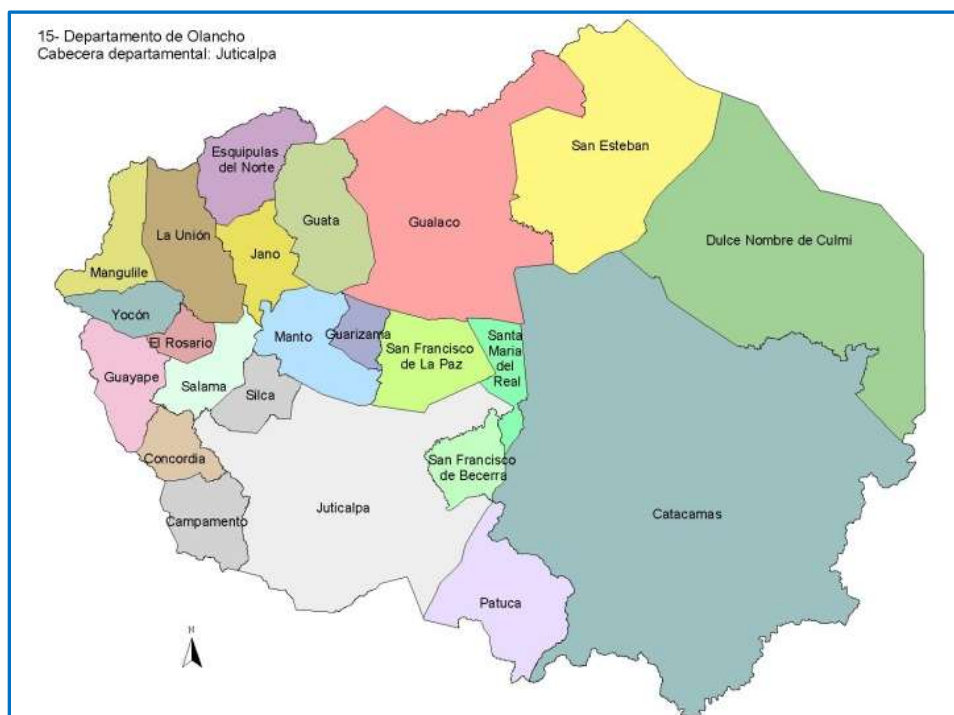 15- Departamento de Olancho
Cabecera departamental: Juticalpa
San Esteban
Esquipulas
del Norte
Guata
Gualaco
La Unión
Jano
Dulce Nombre de Culmi
Mangulile
Yocón
El Rosario
Manto
Guarizama
San Francisco
de La Paz
Santa
Maria
del
Real
Guayape
Salama
Silca
Concordia
San Francisco
de Becerra
Campamento
Juticalpa
Catacamas
Patuca
N